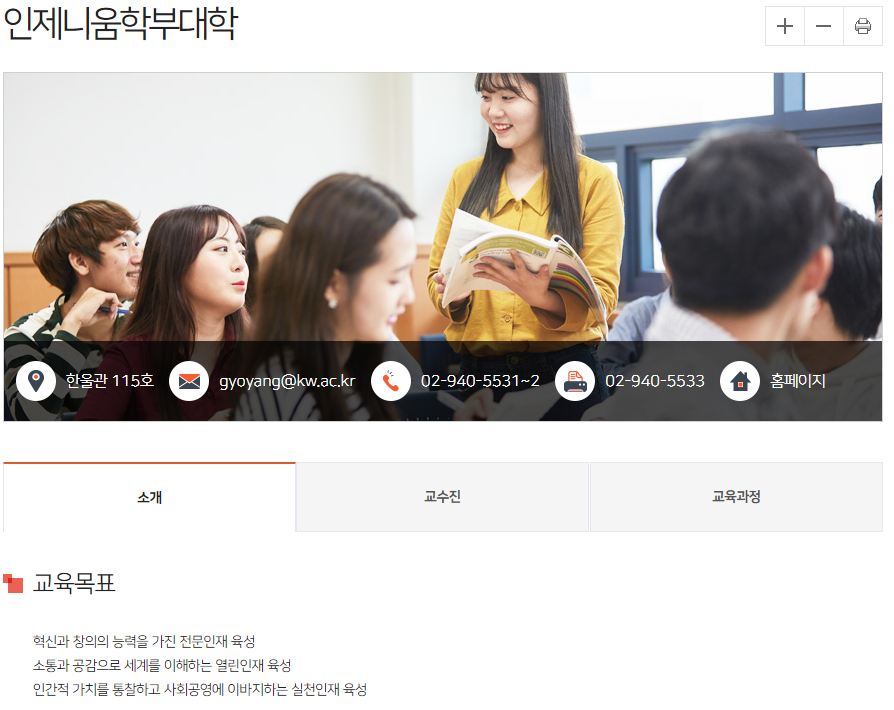 인제니움학부대학
한울관 115호 gyoyang@kw.ac.kr 02-940-5531~2 02-940-5533 홈페이지
소개 교수진 교육과정
교육목표
혁신과 창의의 능력을 가진 전문인재 육성
소통과 공감으로 세계를 이해하는 열린인재 육성
인간적 가치를 통찰하고 사회공영에 이바지하는 실천인재 육성